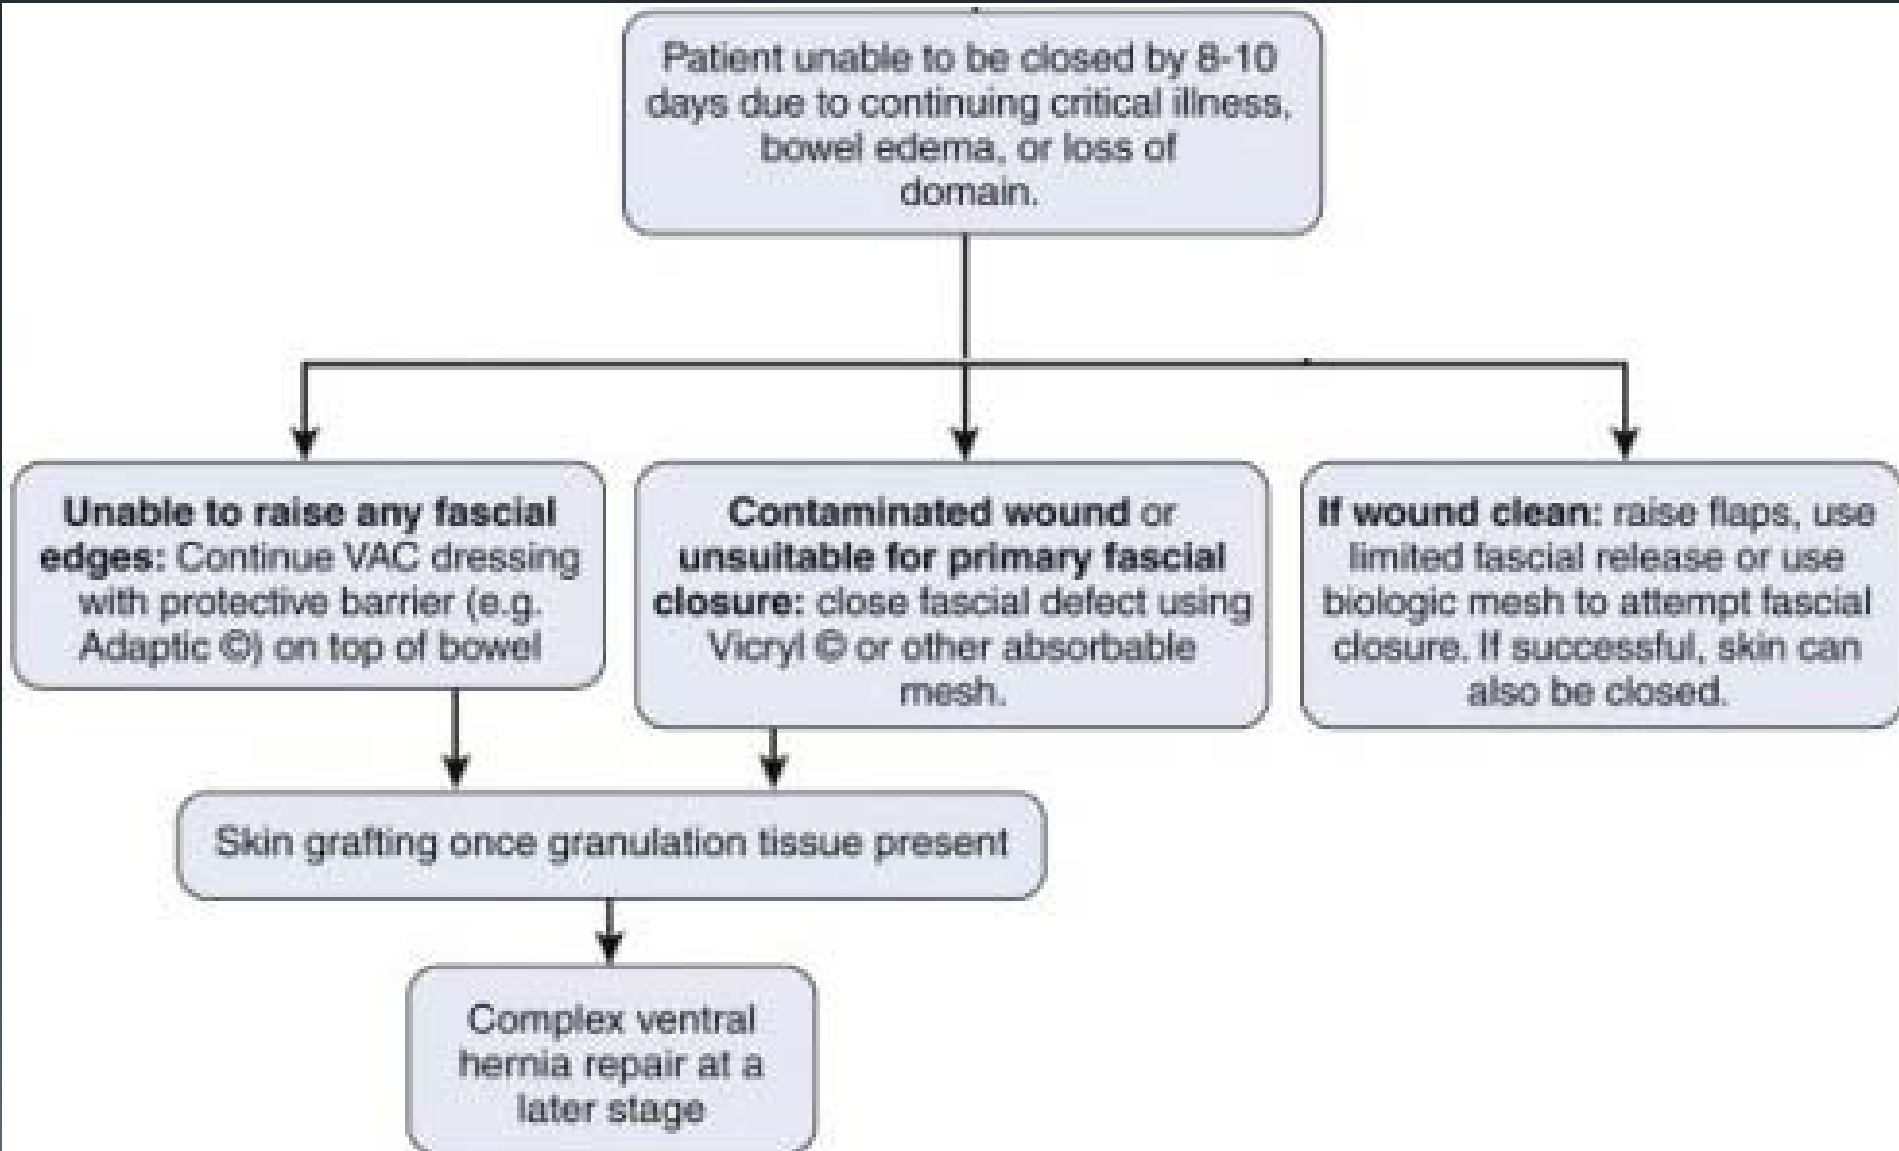 Patient unable to be closed by 8-10
days due to continuing critical illness,
bowel edema, or loss of
domain.
Unable to raise any fascial
edges: Continue VAC dressing
with protective barrier (e.g.
Adaptic ©) on top of bowel
Contaminated wound or
unsuitable for primary fascial
closure: close fascial defect using
Vicryl © or other absorbable
mesh.
If wound clean: raise flaps, use
limited fascial release or use
biologic mesh to attempt fascial
closure. If successful, skin can
also be closed.
Skin grafting once granulation tissue present
Complex ventral
hernia repair at a
later stage